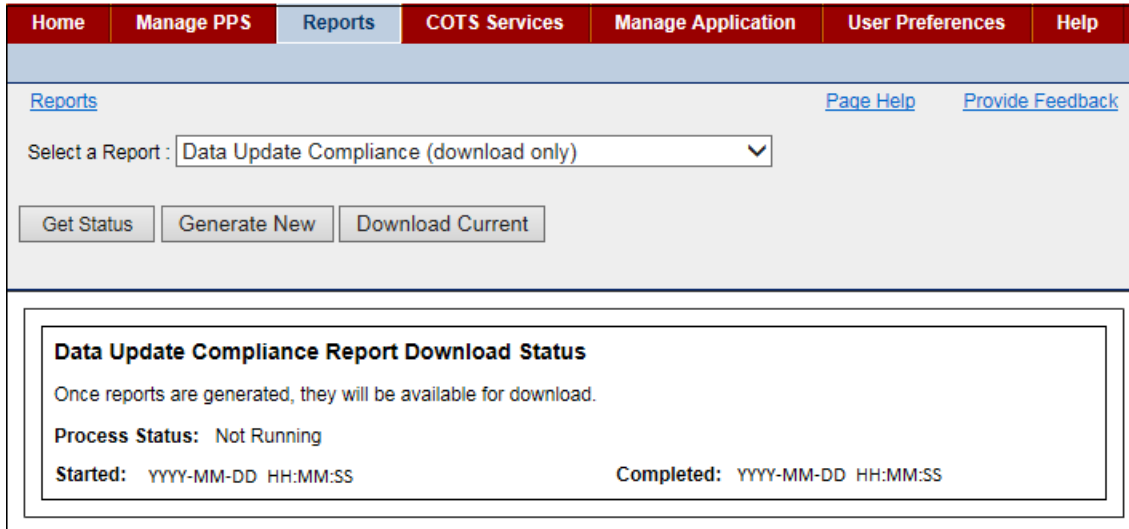 Home Manage PPS Reports COTS Services Manage Application User Preferences Help
Reports Page Help Provide Feedback
Select a Report : Data Update Compliance (download only)
Get Status Generate New Download Current
Data Update Compliance Report Download Status
Once reports are generated, they will be available for download.
Process Status: Not Running
Started: YYYY-MM-DD HH:MM:SS Completed: YYYY-MM-DD HH:MM:SS